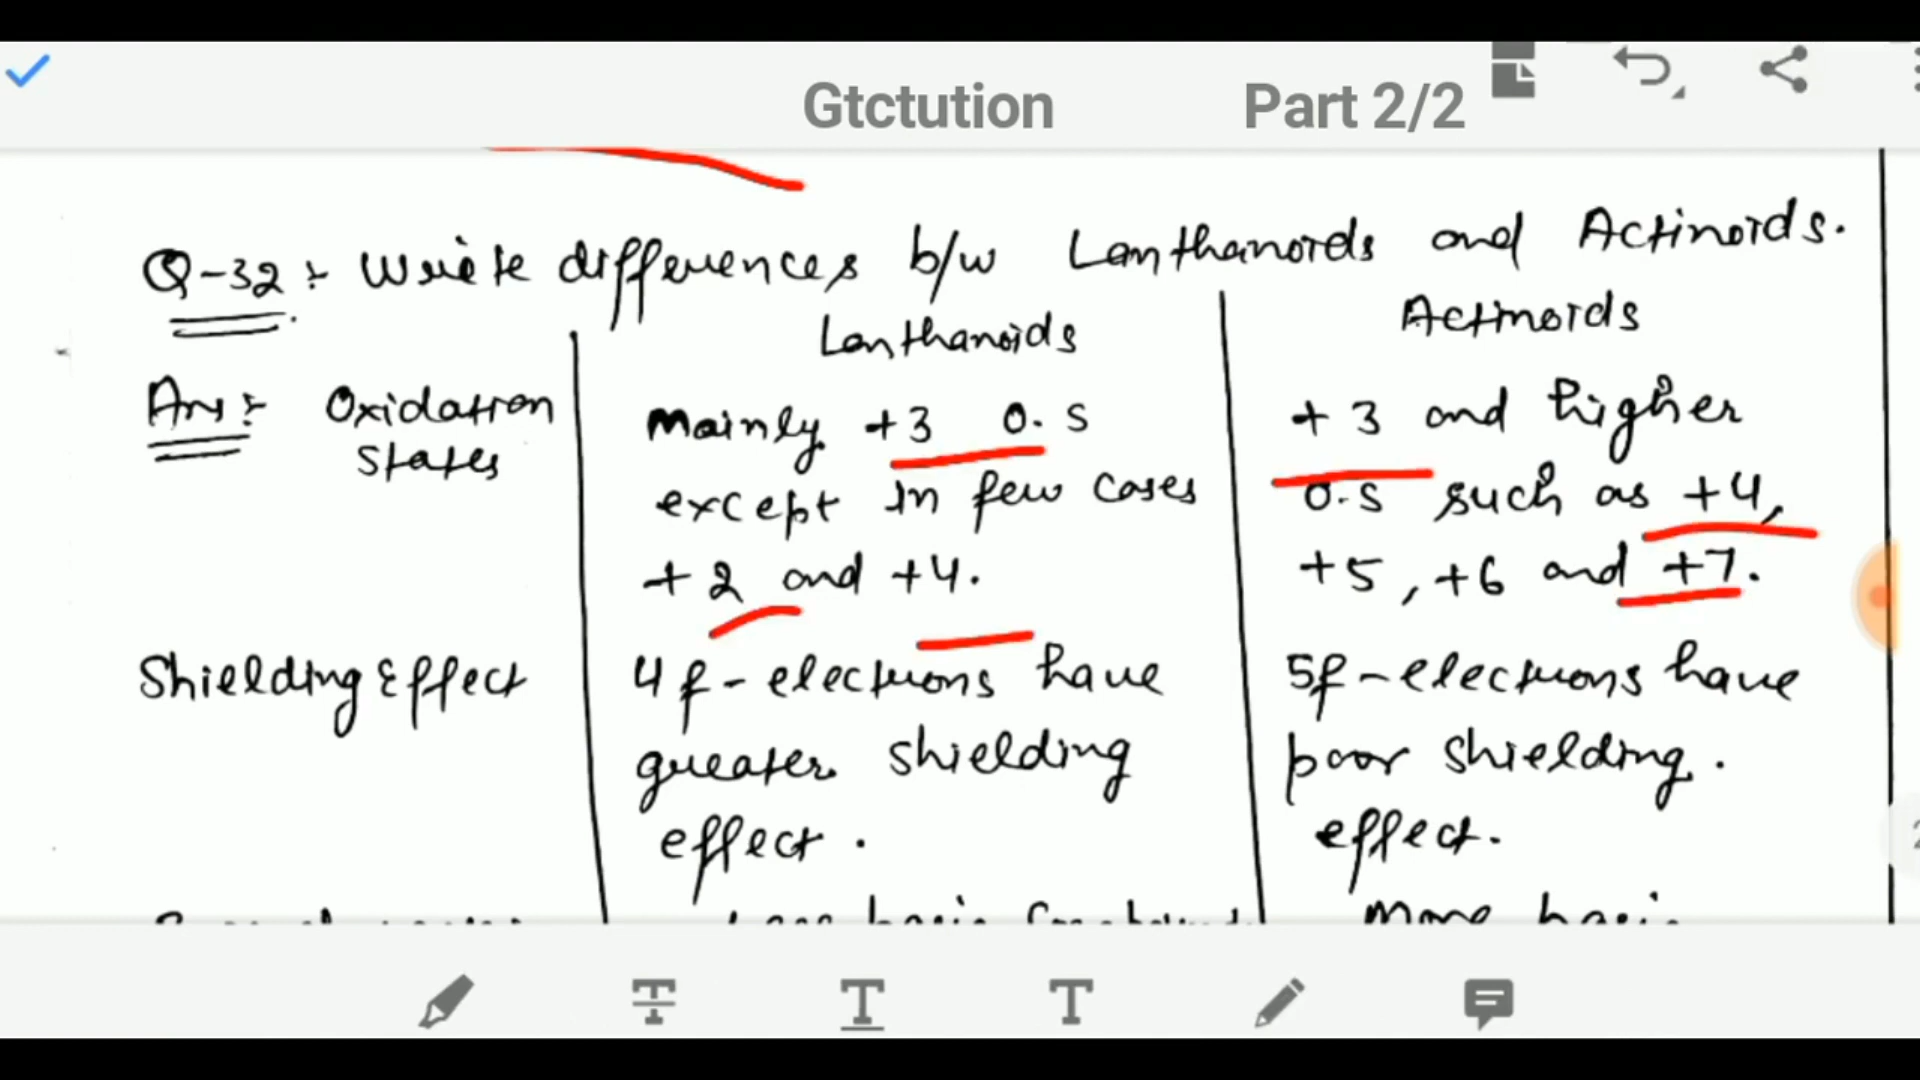 Gtctution Part 2/2
Q-32:- Write differences b/w Lanthanoids and Actinoids.
Lanthanoids Actinoids
Ans:- Oxidation States
Mainly +3 O.S
except in few cases
+2 and +4.
+3 and higher
O.S such as +4,
+5, +6 and +7.
Shielding Effect
4f-electrons have
greater shielding
effect.
5f-electrons have
poor shielding.
effect.